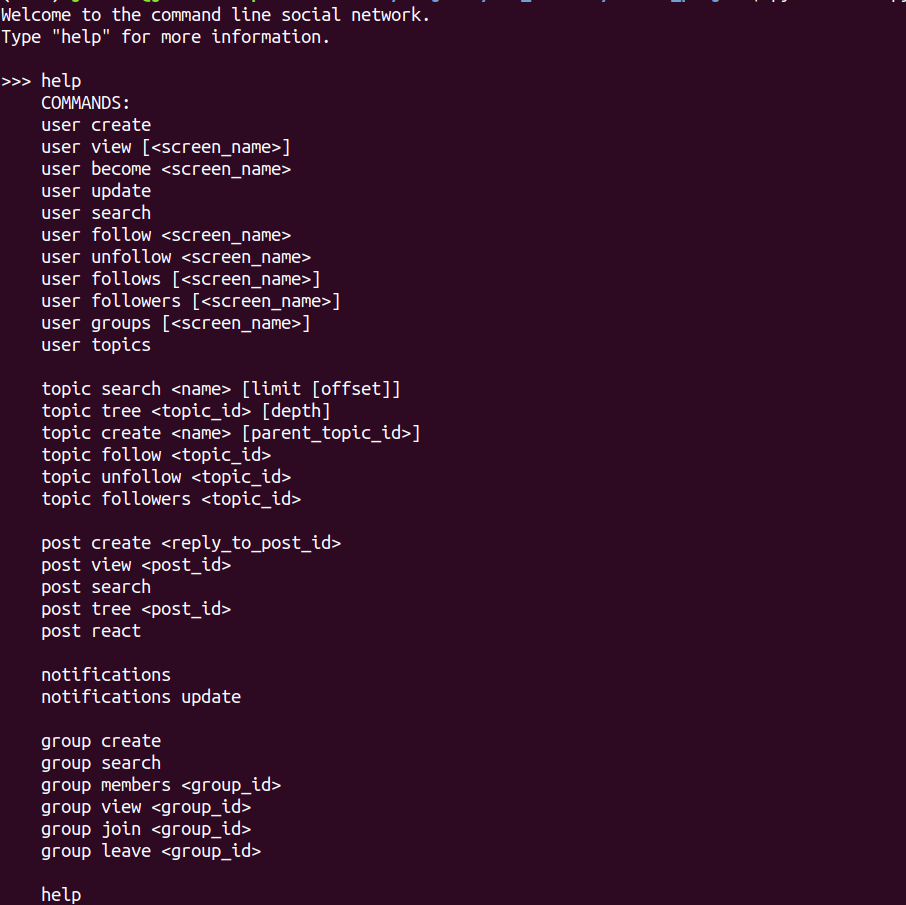 Welcome to the command line social network.
Type "help" for more information.
>>> help
COMMANDS:
user create
user view [<screen_name>]
user become <screen_name>
user update
user search
user follow <screen_name>
user unfollow <screen_name>
user follows [<screen_name>]
user followers [<screen_name>]
user groups [<screen_name>]
user topics
topic search <name> [limit [offset]]
topic tree <topic_id> [depth]
topic create <name> [parent_topic_id>]
topic follow <topic_id>
topic unfollow <topic_id>
topic followers <topic_id>
post create <reply_to_post_id>
post view <post_id>
post search
post tree <post_id>
post react
notifications
notifications update
group create
group search
group members <group_id>
group view <group_id>
group join <group_id>
group leave <group_id>
help